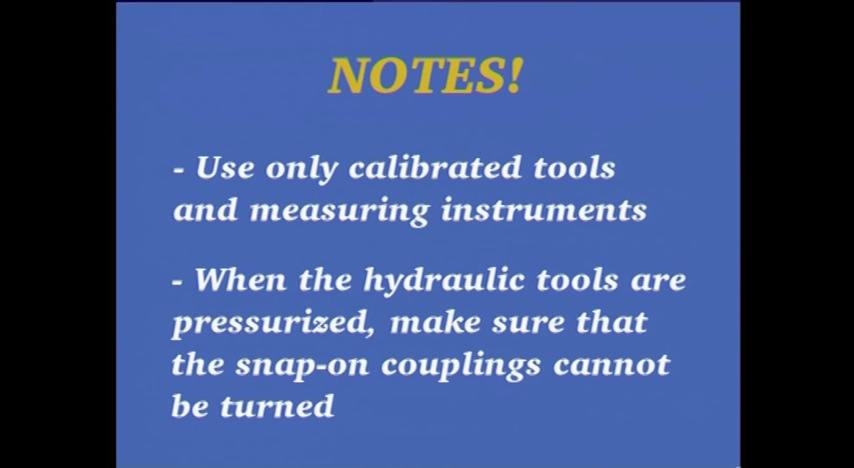 NOTES!
- Use only calibrated tools
and measuring instruments
- When the hydraulic tools are
pressurized, make sure that
the snap-on couplings cannot
be turned